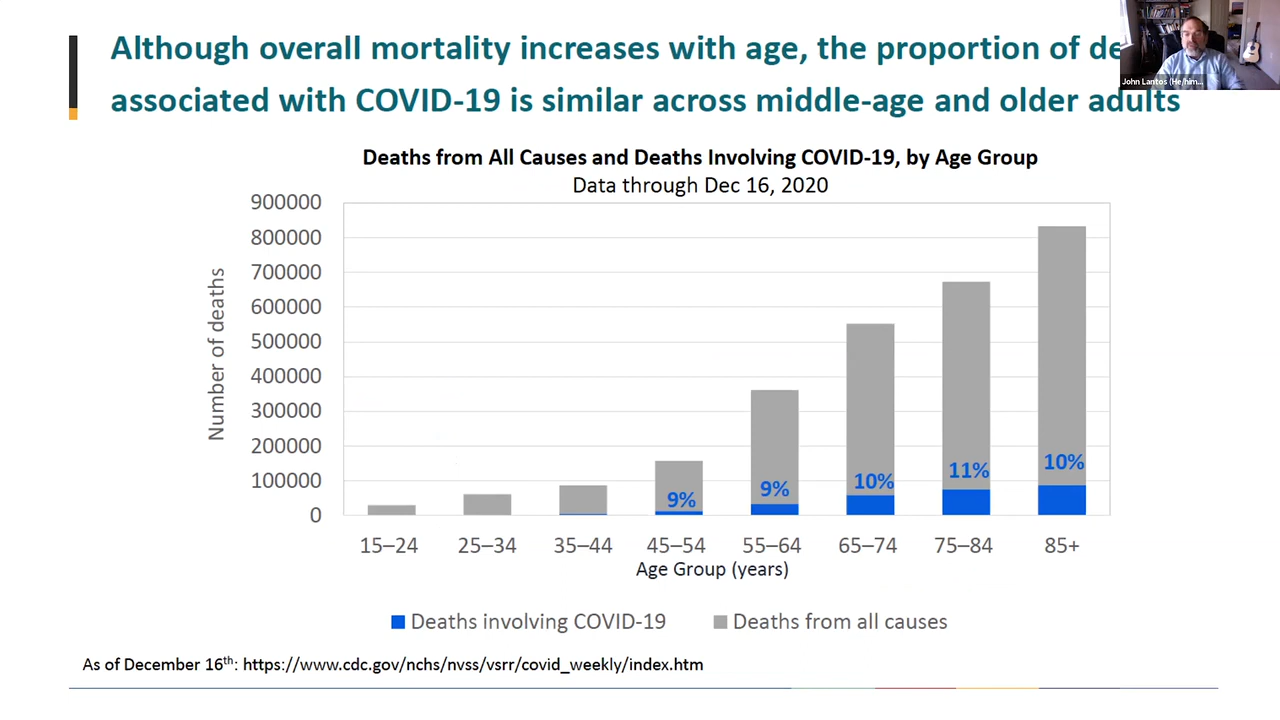 Although overall mortality increases with age, the proportion of de
associated with COVID-19 is similar across middle-age and older adults
John Lantos (He/him...
Deaths from All Causes and Deaths Involving COVID-19, by Age Group
Data through Dec 16, 2020
Number of deaths
900000
800000
700000
600000
500000
400000
300000
200000
100000
0
9%
9%
10%
11%
10%
15–24 25–34 35–44 45–54 55–64 65–74 75–84 85+
Age Group (years)
Deaths involving COVID-19 Deaths from all causes
As of December 16th: https://www.cdc.gov/nchs/nvss/vsrr/covid_weekly/index.htm